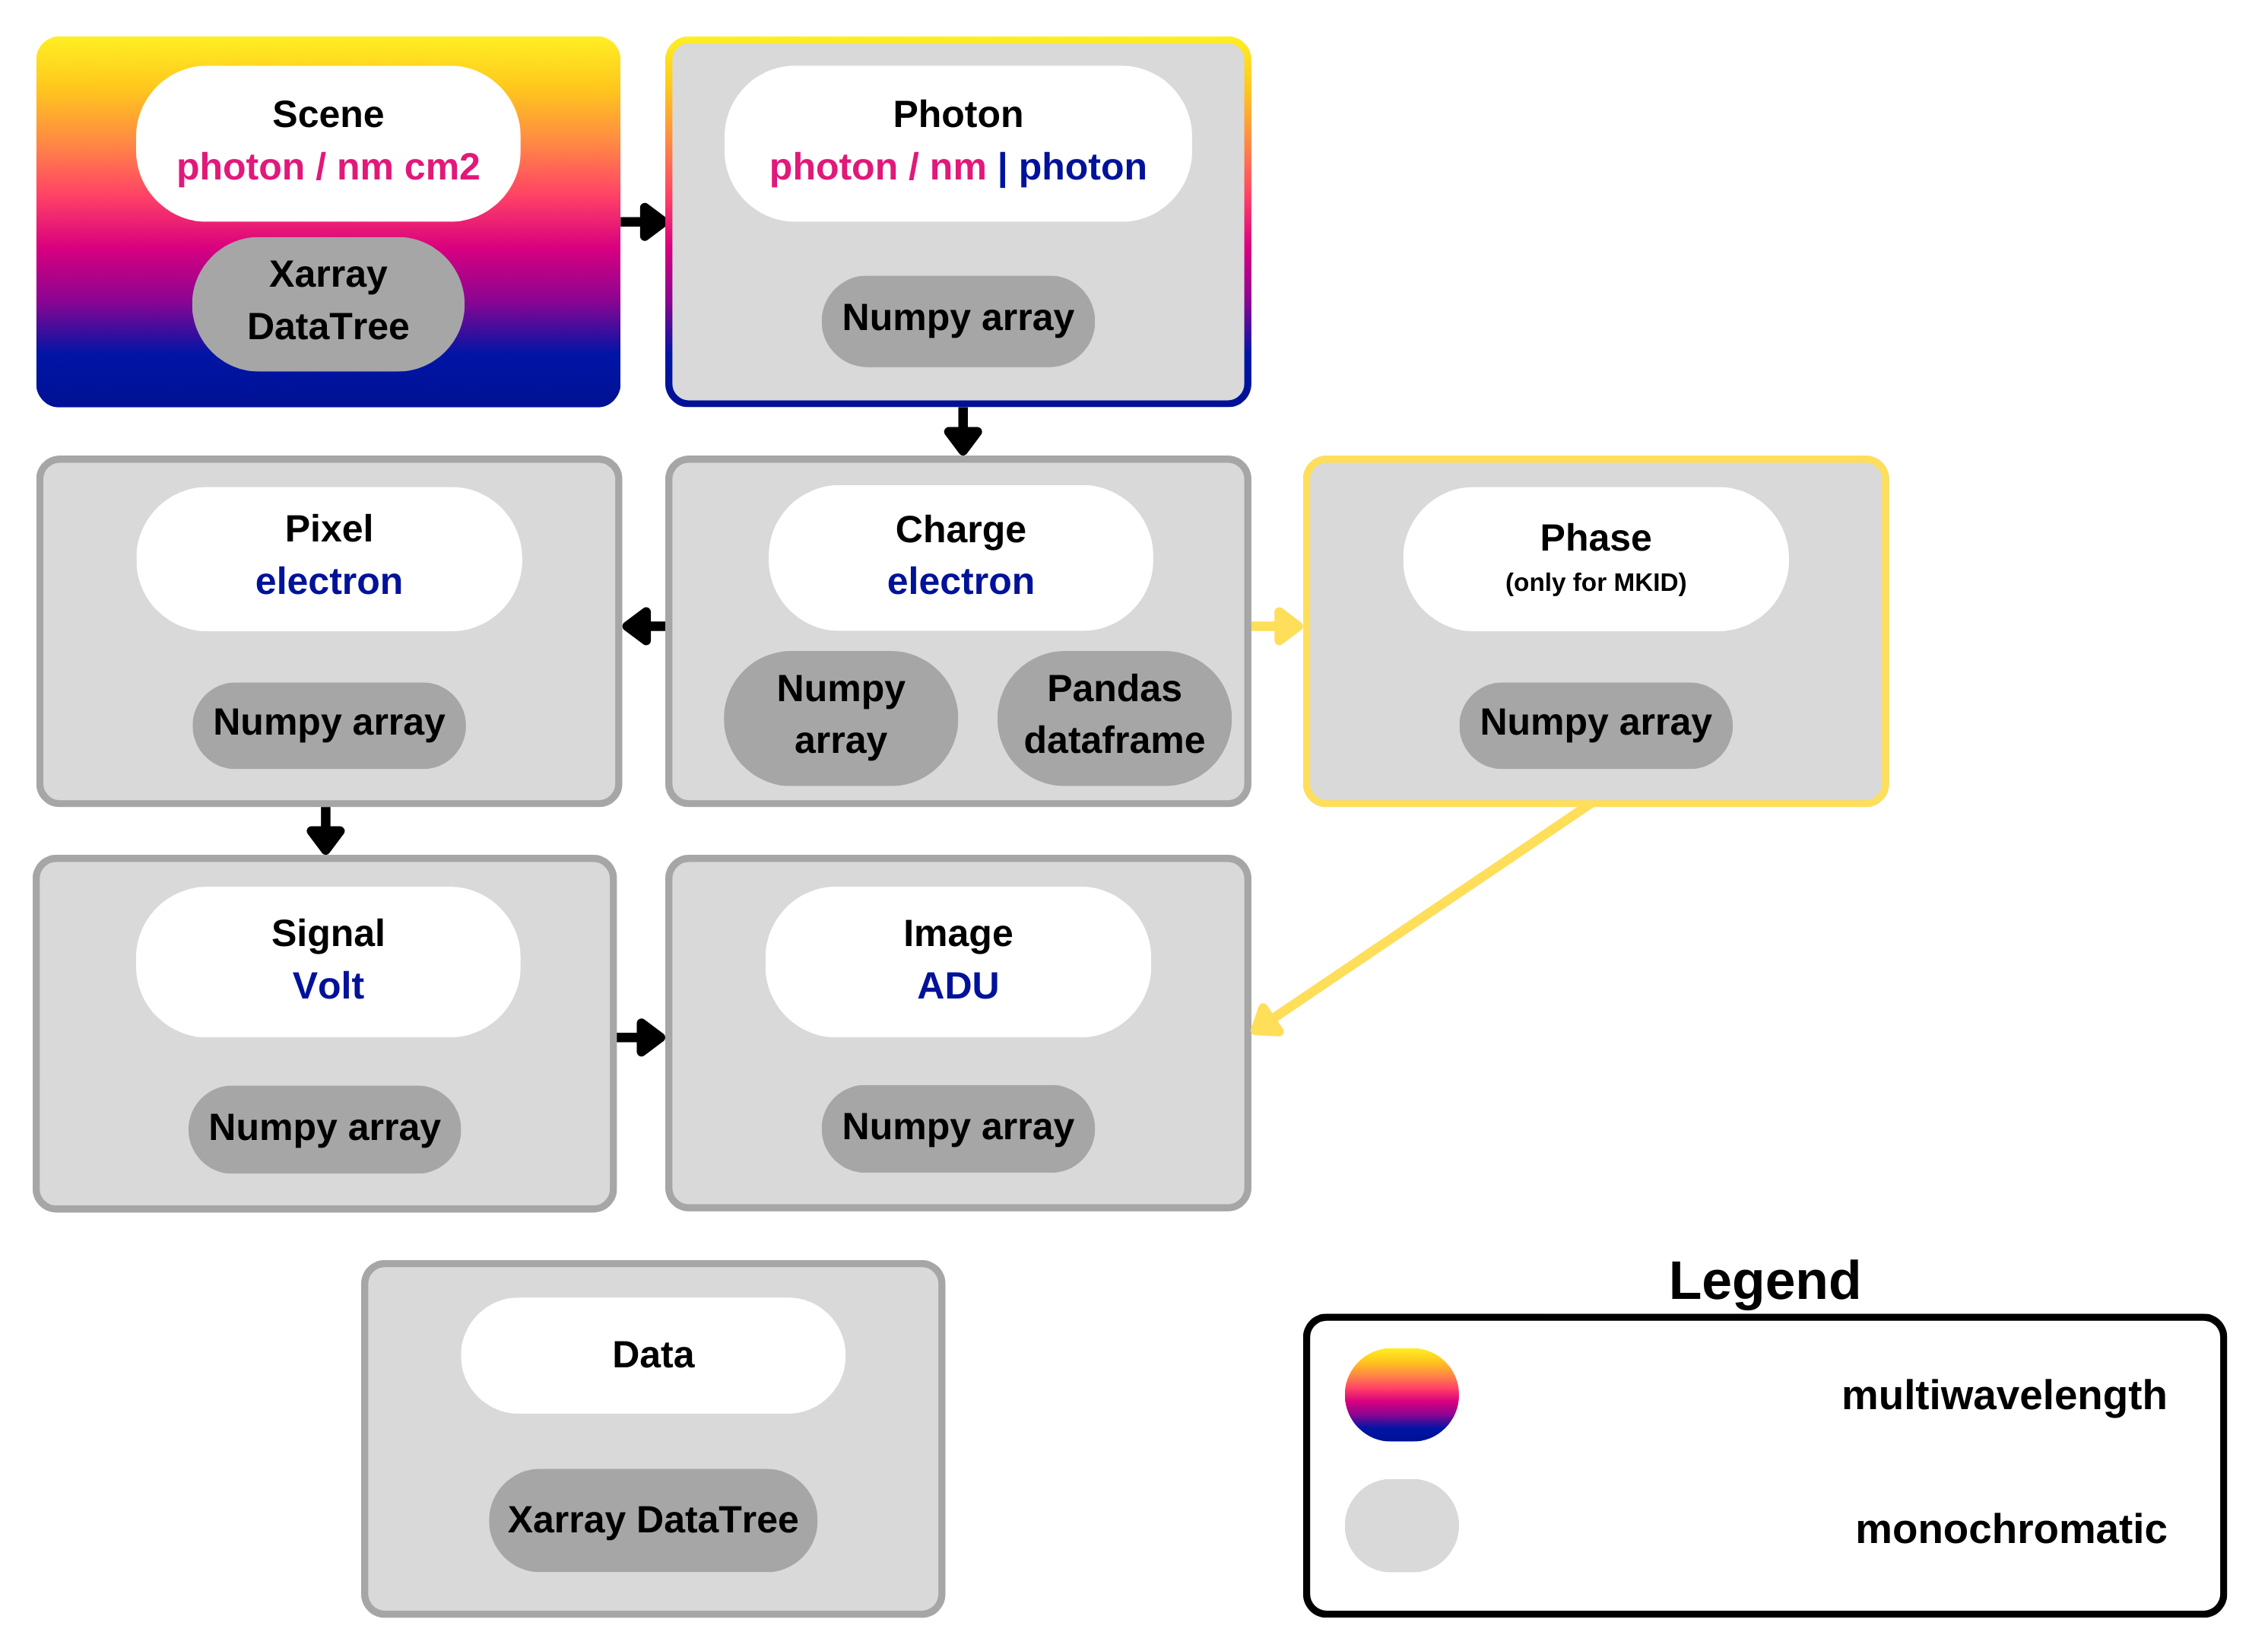 Scene
photon / nm cm2
Xarray
DataTree
Photon
photon / nm | photon
Numpy array
Pixel
electron
Numpy array
Charge
electron
Numpy
array
Pandas
dataframe
Phase
(only for MKID)
Numpy array
Signal
Volt
Numpy array
Image
ADU
Numpy array
Data
Xarray DataTree
Legend
multiwavelength
monochromatic